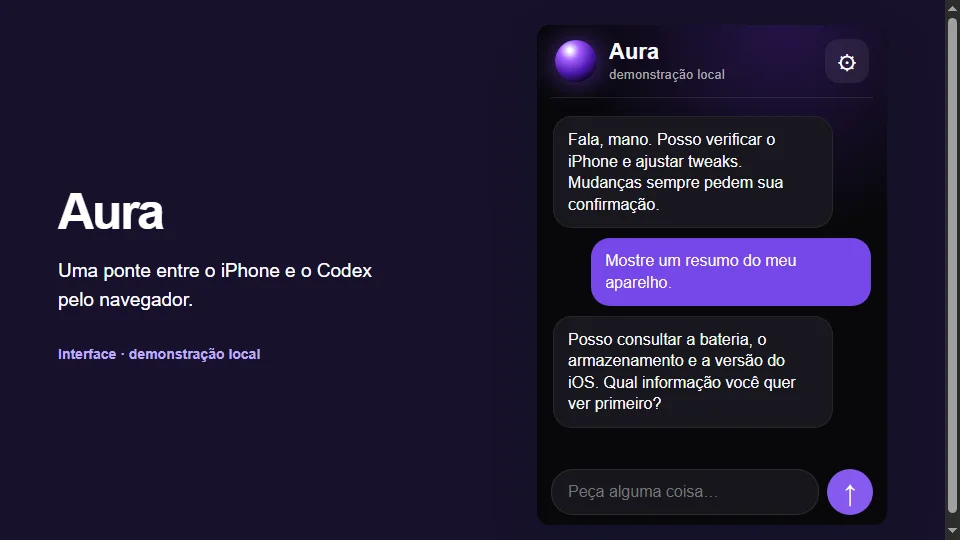 Aura
Uma ponte entre o iPhone e o Codex
pelo navegador.
Interface · demonstração local
Aura
demonstração local
Fala, mano. Posso verificar o
iPhone e ajustar tweaks.
Mudanças sempre pedem sua
confirmação.
Mostre um resumo do meu
aparelho.
Posso consultar a bateria, o
armazenamento e a versão do
iOS. Qual informação você quer
ver primeiro?
Peça alguma coisa...